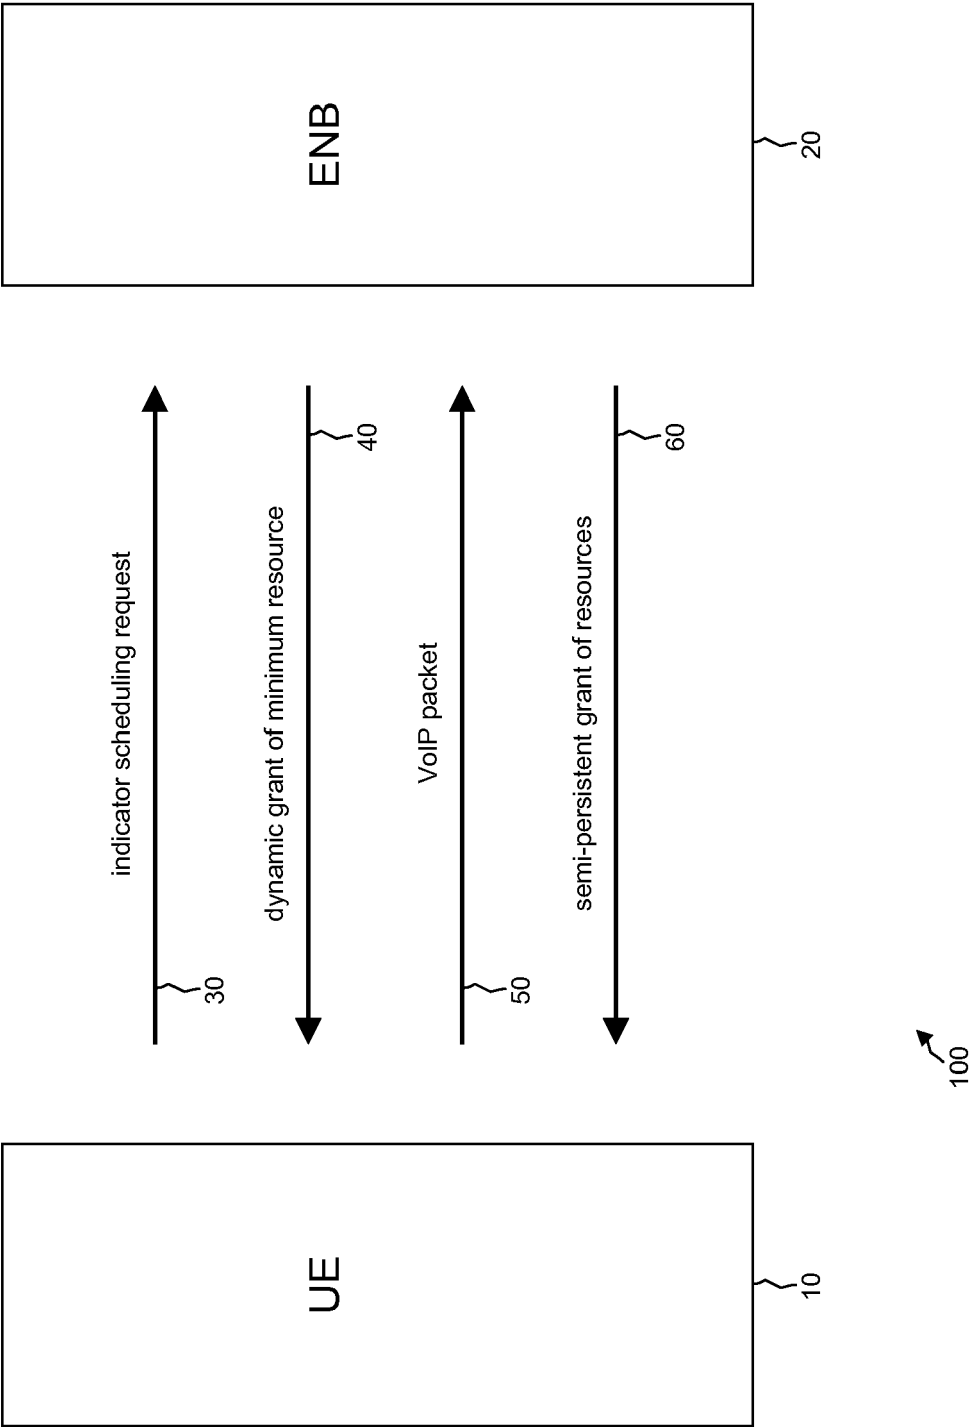 UE
ENB
10
20
indicator scheduling request
30
dynamic grant of minimum resource
40
VoIP packet
50
semi-persistent grant of resources
60
100